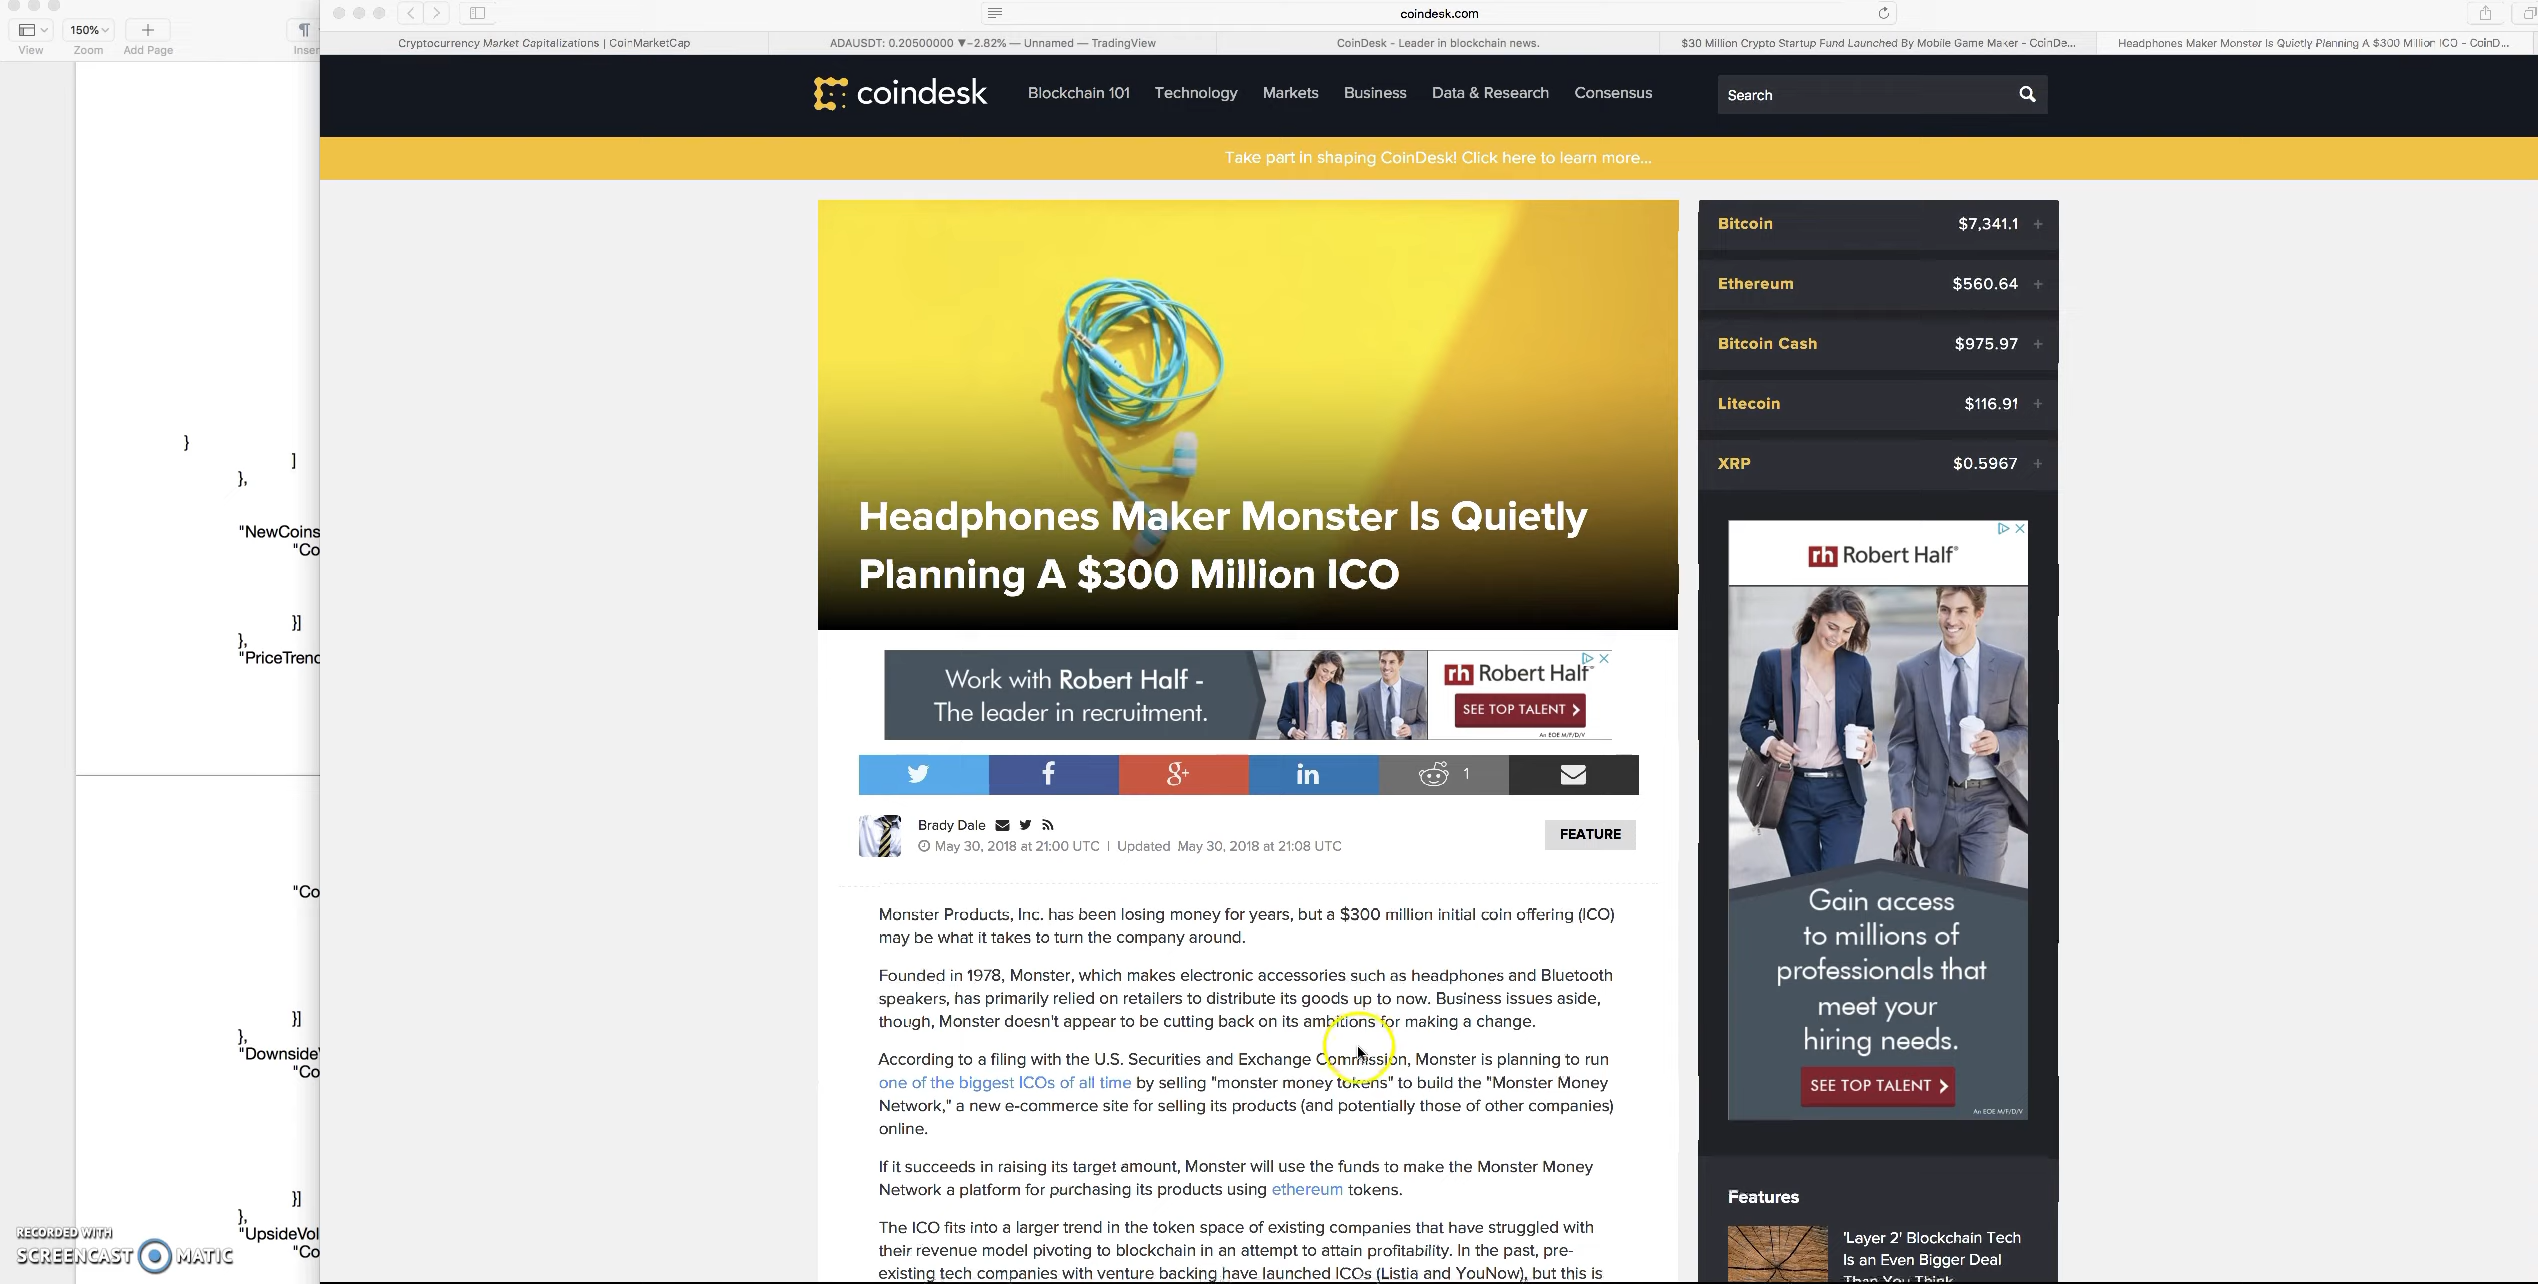 150%
View
Zoom
Add Page
coindesk.com
Cryptocurrency Market Capitalizations | CoinMarketCap
ADAUSDT: 0.20500000 ▼−2.82% — Unnamed — TradingView
CoinDesk - Leader in blockchain news.
$30 Million Crypto Startup Fund Launched By Mobile Game Maker - CoinDe...
Headphones Maker Monster Is Quietly Planning A $300 Million ICO - CoinD...
coindesk
Blockchain 101
Technology
Markets
Business
Data & Research
Consensus
Search
Take part in shaping CoinDesk! Click here to learn more...
}
]
},
"NewCoins
"Co
}]
},
"PriceTrend
"Co
}]
},
"Downside
"Co
}]
},
"UpsideVol
"Co
RECORDED WITH
SCREENCAST MATIC
Headphones Maker Monster Is Quietly
Planning A $300 Million ICO
Work with Robert Half -
The leader in recruitment.
rh Robert Half
SEE TOP TALENT
An EOE M/F/D/V
1
Brady Dale
May 30, 2018 at 21:00 UTC | Updated May 30, 2018 at 21:08 UTC
FEATURE
Monster Products, Inc. has been losing money for years, but a $300 million initial coin offering (ICO)
may be what it takes to turn the company around.
Founded in 1978, Monster, which makes electronic accessories such as headphones and Bluetooth
speakers, has primarily relied on retailers to distribute its goods up to now. Business issues aside,
though, Monster doesn't appear to be cutting back on its ambitions for making a change.
According to a filing with the U.S. Securities and Exchange Commission, Monster is planning to run
one of the biggest ICOs of all time by selling "monster money tokens" to build the "Monster Money
Network," a new e-commerce site for selling its products (and potentially those of other companies)
online.
If it succeeds in raising its target amount, Monster will use the funds to make the Monster Money
Network a platform for purchasing its products using ethereum tokens.
The ICO fits into a larger trend in the token space of existing companies that have struggled with
their revenue model pivoting to blockchain in an attempt to attain profitability. In the past, pre-
existing tech companies with venture backing have launched ICOs (Listia and YouNow), but this is
Bitcoin $7,341.1 +
Ethereum $560.64 +
Bitcoin Cash $975.97 +
Litecoin $116.91 +
XRP $0.5967 +
rh Robert Half®
Gain access
to millions of
professionals that
meet your
hiring needs.
SEE TOP TALENT
An EOE M/F/D/V
Features
'Layer 2' Blockchain Tech
Is an Even Bigger Deal
Than You Think